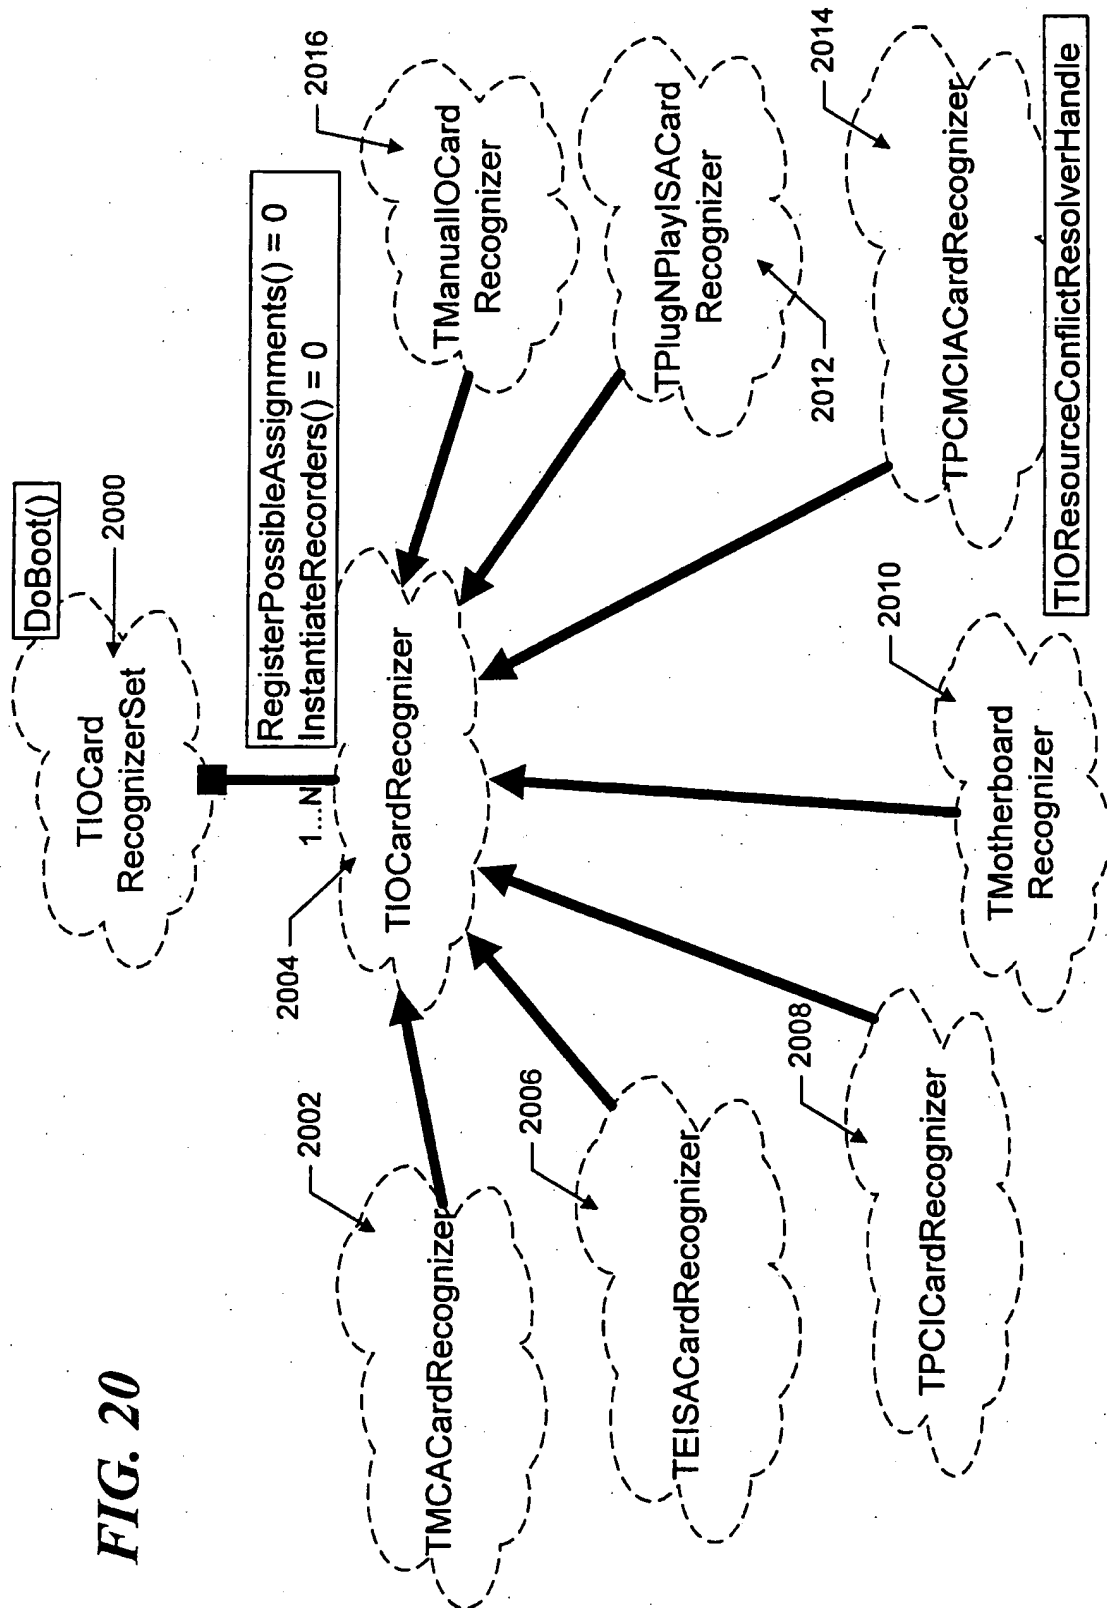 FIG. 20
TIOCard
RecognizerSet
DoBoot()
2000
RegisterPossibleAssignments() = 0
InstantiateRecorders() = 0
1...N
2004
TIOCardRecognizer
2002
TMCACardRecognizer
2006
TEISACardRecognizer
2008
TPCICardRecognizer
2010
TMotherboard
Recognizer
2016
TManualIOCard
Recognizer
TPlugNPlayISACard
Recognizer
2012
2014
TPCMCIACardRecognizer
TIOResourceConflictResolverHandle